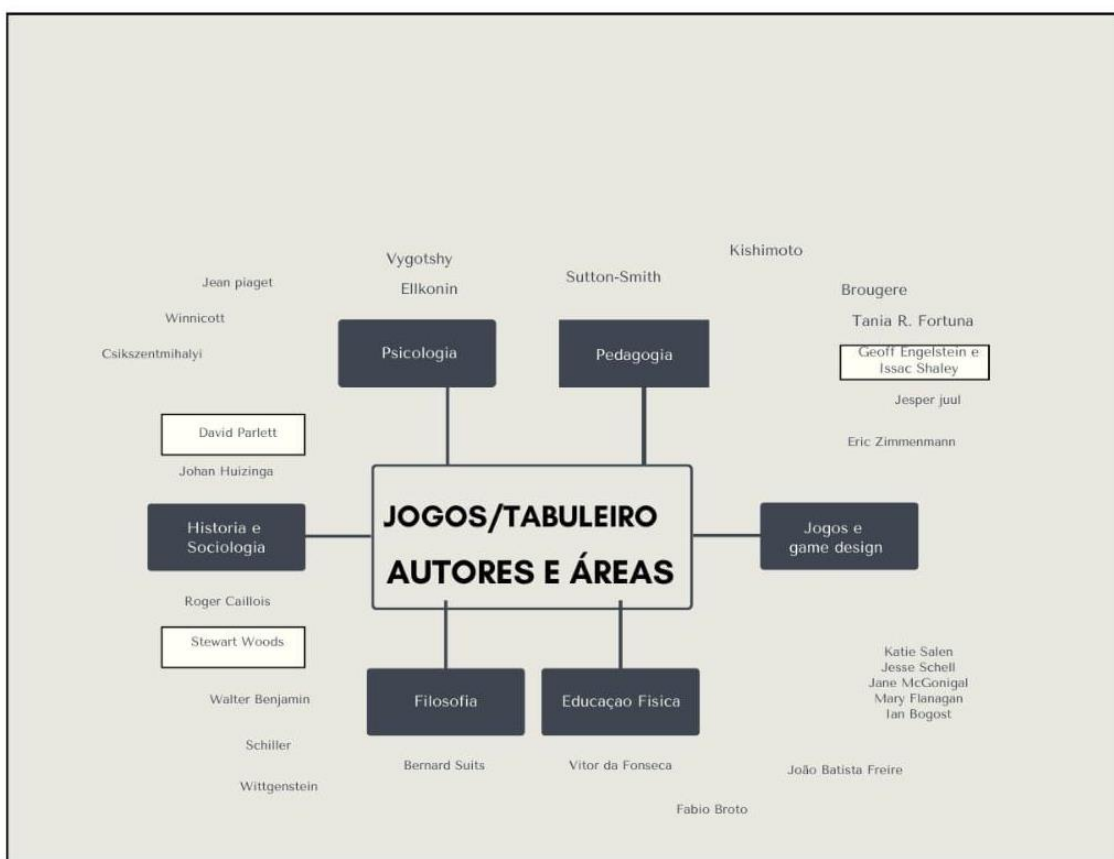 Kishimoto
Vygotshy
Sutton-Smith
Jean piaget
Ellkonin
Brougere
Winnicott
Tania R. Fortuna
Csikszentmihalyi
Psicologia
Pedagogia
Geoff Engelstein e
Issac Shaley
Jesper juul
David Parlett
Eric Zimmenmann
Johan Huizinga
JOGOS/TABULEIRO
AUTORES E ÁREAS
Historia e
Sociologia
Jogos e
game design
Roger Caillois
Stewart Woods
Katie Salen
Jesse Schell
Jane McGonigal
Mary Flanagan
Ian Bogost
Walter Benjamin
Filosofia
Educaçao Fisica
Schiller
Bernard Suits
Vitor da Fonseca
João Batista Freire
Wittgenstein
Fabio Broto